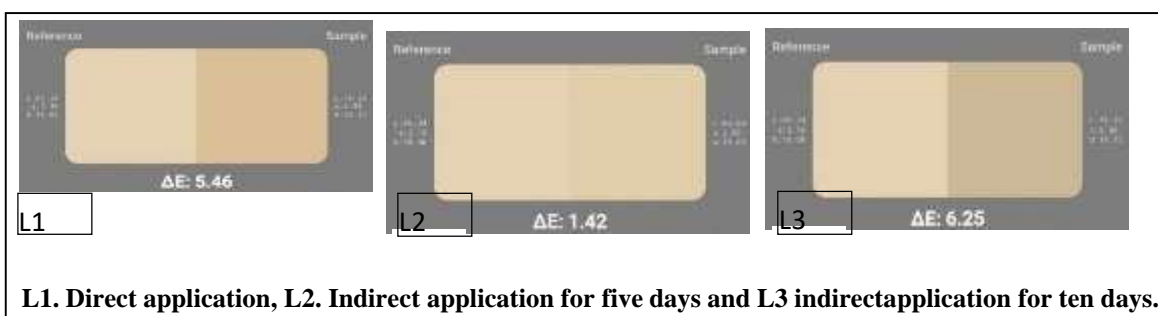 Reference Sample
ΔE: 5.46
L1
Reference Sample
ΔE: 1.42
L2
Reference Sample
ΔE: 6.25
L3
L1. Direct application, L2. Indirect application for five days and L3 indirectapplication for ten days.